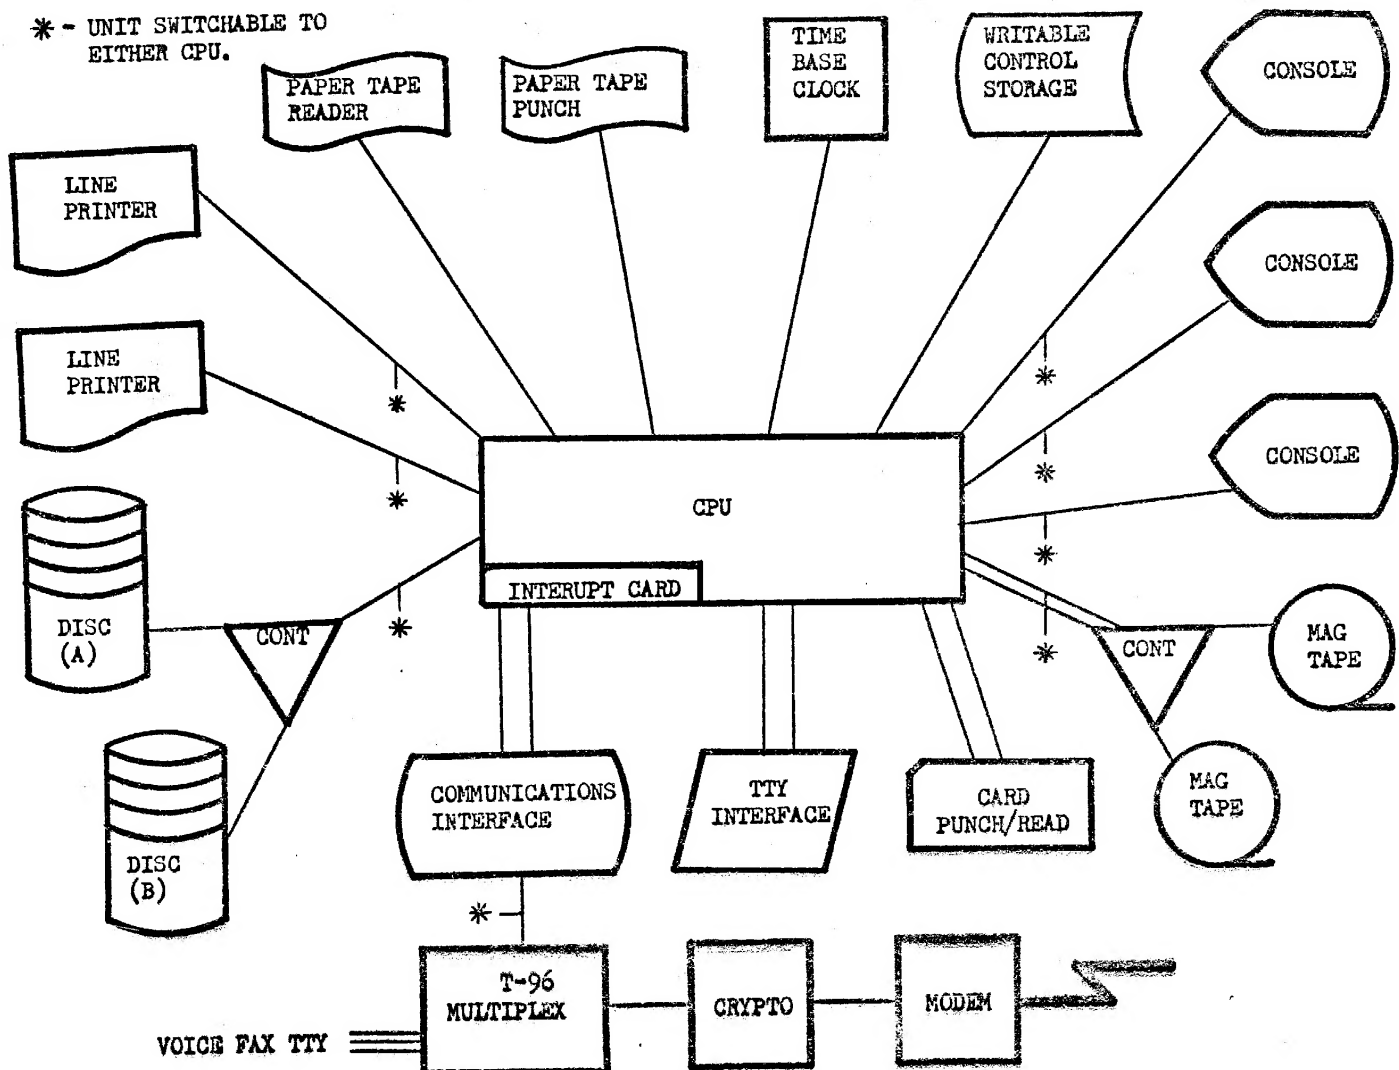 * - UNIT SWITCHABLE TO
EITHER CPU.
PAPER TAPE
READER
PAPER TAPE
PUNCH
TIME
BASE
CLOCK
WRITABLE
CONTROL
STORAGE
CONSOLE
LINE
PRINTER
CONSOLE
LINE
PRINTER
*
*
CONSOLE
*
*
CPU
*
INTERUPT CARD
DISC
(A)
CONT
*
*
CONT
MAG
TAPE
COMMUNICATIONS
INTERFACE
TTY
INTERFACE
CARD
PUNCH/READ
MAG
TAPE
DISC
(B)
*
T-96
MULTIPLEX
CRYPTO
MODEM
VOICE FAX TTY